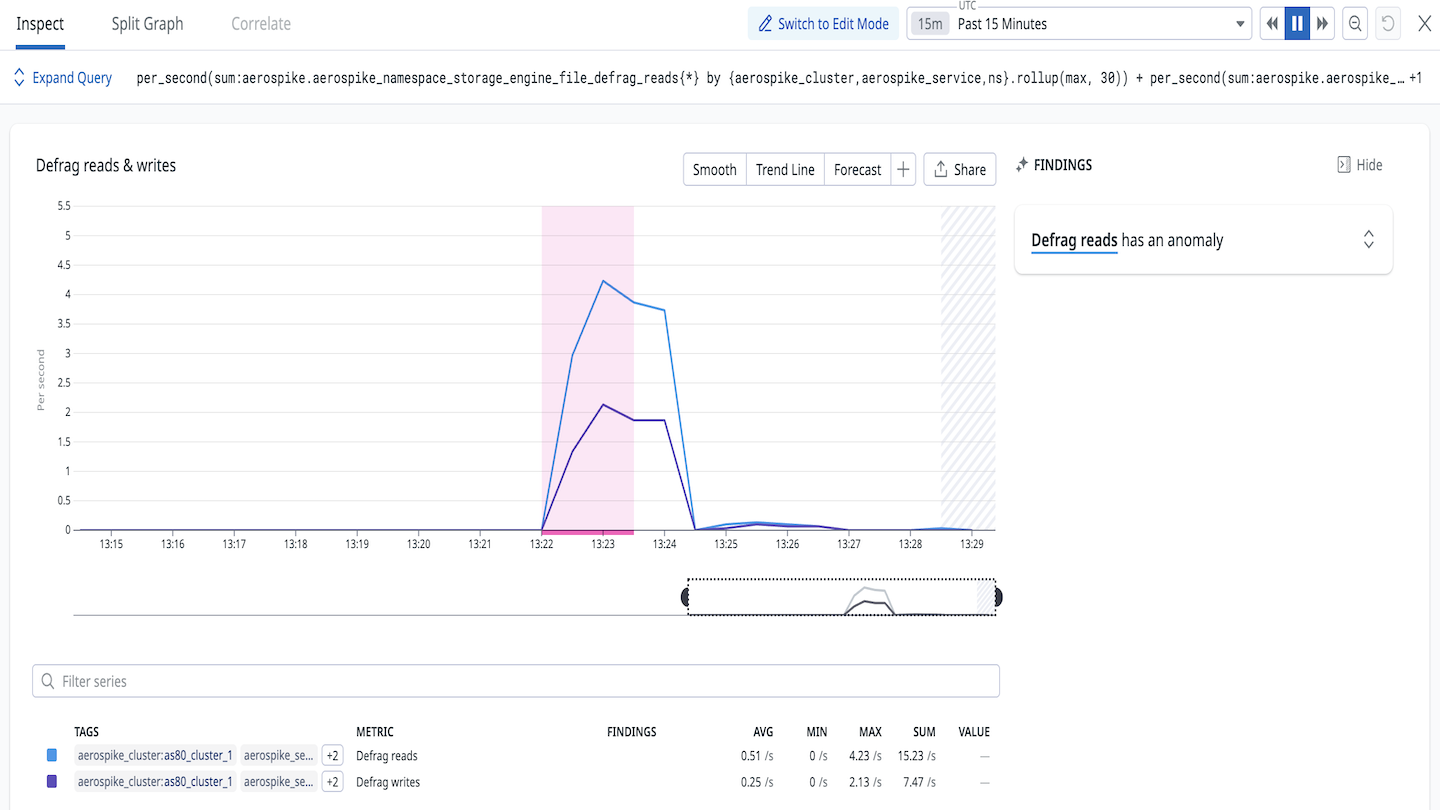 Inspect Split Graph Correlate Switch to Edit Mode UTC 15m Past 15 Minutes
Expand Query per_second(sum:aerospike.aerospike_namespace_storage_engine_file_defrag_reads{*} by {aerospike_cluster,aerospike_service,ns}.rollup(max, 30)) + per_second(sum:aerospike.aerospike_… +1
Defrag reads & writes Smooth Trend Line Forecast + Share FINDINGS Hide
Defrag reads has an anomaly
Per second
5.5
5
4.5
4
3.5
3
2.5
2
1.5
1
0.5
0
13:15 13:16 13:17 13:18 13:19 13:20 13:21 13:22 13:23 13:24 13:25 13:26 13:27 13:28 13:29
Filter series
TAGS METRIC FINDINGS AVG MIN MAX SUM VALUE
aerospike_cluster:as80_cluster_1 aerospike_se... +2 Defrag reads 0.51 /s 0 /s 4.23 /s 15.23 /s —
aerospike_cluster:as80_cluster_1 aerospike_se... +2 Defrag writes 0.25 /s 0 /s 2.13 /s 7.47 /s —